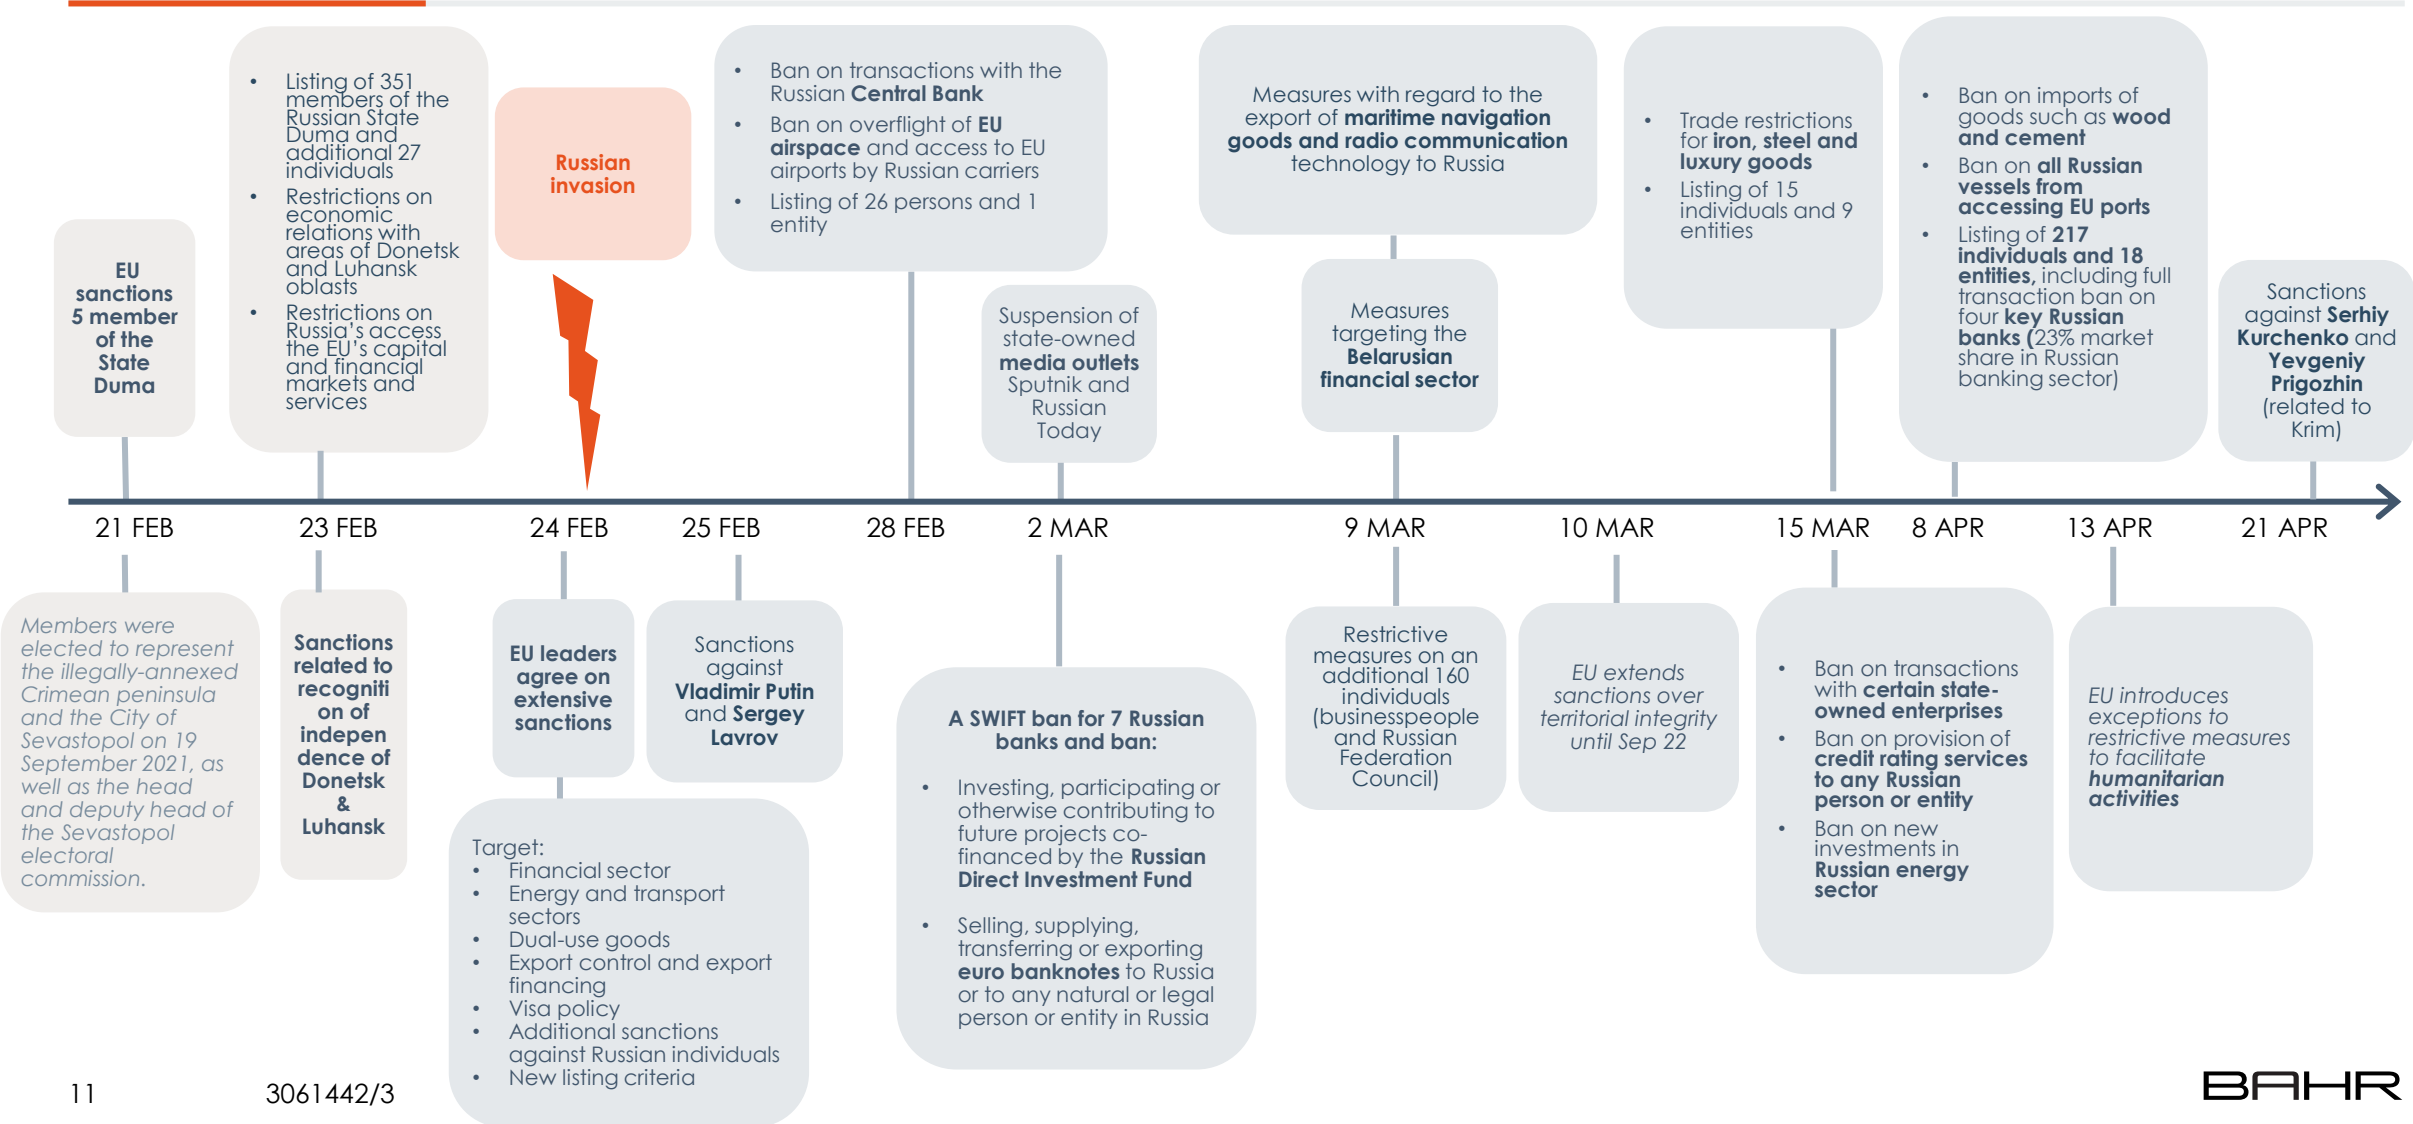 • Listing of 351
members of the
Russian State
Duma and
additional 27
individuals
• Restrictions on
economic
relations with
areas of Donetsk
and Luhansk
oblasts
• Restrictions on
Russia’s access
the EU’s capital
and financial
markets and
services
EU
sanctions
5 member
of the
State
Duma
Russian
invasion
• Ban on transactions with the
Russian Central Bank
• Ban on overflight of EU
airspace and access to EU
airports by Russian carriers
• Listing of 26 persons and 1
entity
Suspension of
state-owned
media outlets
Sputnik and
Russian
Today
Measures with regard to the
export of maritime navigation
goods and radio communication
technology to Russia
Measures
targeting the
Belarusian
financial sector
• Trade restrictions
for iron, steel and
luxury goods
• Listing of 15
individuals and 9
entities
• Ban on imports of
goods such as wood
and cement
• Ban on all Russian
vessels from
accessing EU ports
• Listing of 217
individuals and 18
entities, including full
transaction ban on
four key Russian
banks (23% market
share in Russian
banking sector)
Sanctions
against Serhiy
Kurchenko and
Yevgeniy
Prigozhin
(related to
Krim)
21 FEB 23 FEB 24 FEB 25 FEB 28 FEB 2 MAR 9 MAR 10 MAR 15 MAR 8 APR 13 APR 21 APR
Members were
elected to represent
the illegally-annexed
Crimean peninsula
and the City of
Sevastopol on 19
September 2021, as
well as the head
and deputy head of
the Sevastopol
electoral
commission.
Sanctions
related to
recogniti
on of
indepen
dence of
Donetsk
&
Luhansk
EU leaders
agree on
extensive
sanctions
Target:
• Financial sector
• Energy and transport
sectors
• Dual-use goods
• Export control and export
financing
• Visa policy
• Additional sanctions
against Russian individuals
• New listing criteria
Sanctions
against
Vladimir Putin
and Sergey
Lavrov
A SWIFT ban for 7 Russian
banks and ban:
• Investing, participating or
otherwise contributing to
future projects co-
financed by the Russian
Direct Investment Fund
• Selling, supplying,
transferring or exporting
euro banknotes to Russia
or to any natural or legal
person or entity in Russia
Restrictive
measures on an
additional 160
individuals
(businesspeople
and Russian
Federation
Council)
EU extends
sanctions over
territorial integrity
until Sep 22
• Ban on transactions
with certain state-
owned enterprises
• Ban on provision of
credit rating services
to any Russian
person or entity
• Ban on new
investments in
Russian energy
sector
EU introduces
exceptions to
restrictive measures
to facilitate
humanitarian
activities
11 3061442/3
BAHR